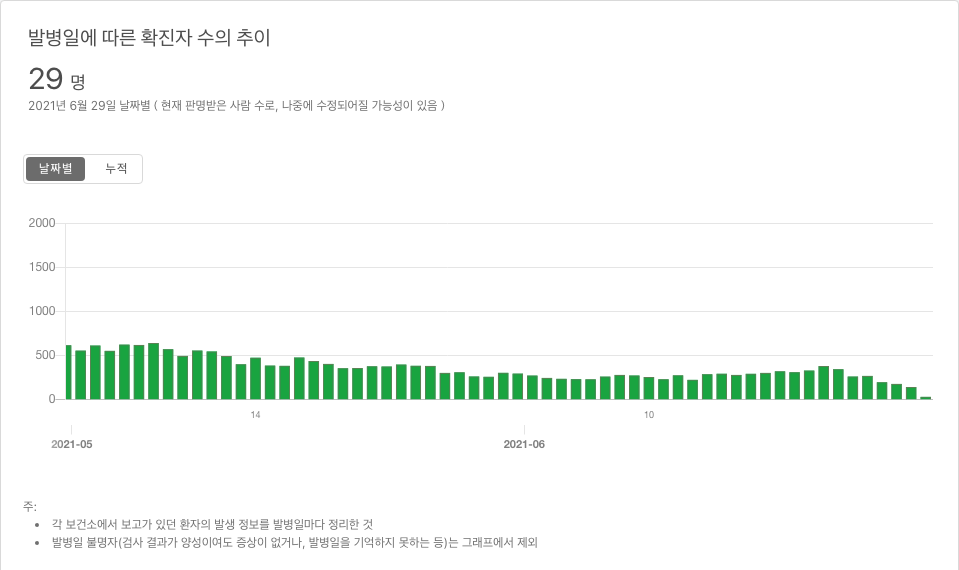 발병일에 따른 확진자 수의 추이
29 명
2021년 6월 29일 날짜별 ( 현재 판명받은 사람 수로, 나중에 수정되어질 가능성이 있음 )
날짜별 누적
2000
1500
1000
500
0
14 10
2021-05 2021-06
주:
• 각 보건소에서 보고가 있던 환자의 발생 정보를 발병일마다 정리한 것
• 발병일 불명자(검사 결과가 양성이여도 증상이 없거나, 발병일을 기억하지 못하는 등)는 그래프에서 제외